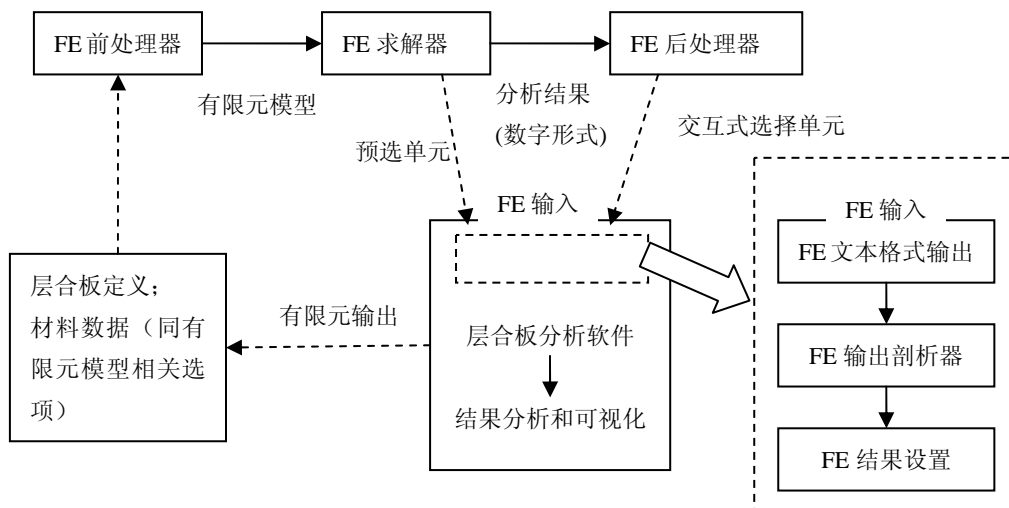 FE 前处理器
FE 求解器
FE 后处理器
有限元模型
分析结果
(数字形式)
预选单元
交互式选择单元
FE 输入
层合板定义；
材料数据（同有
限元模型相关选
项）
有限元输出
层合板分析软件
结果分析和可视化
FE 输入
FE 文本格式输出
FE 输出剖析器
FE 结果设置